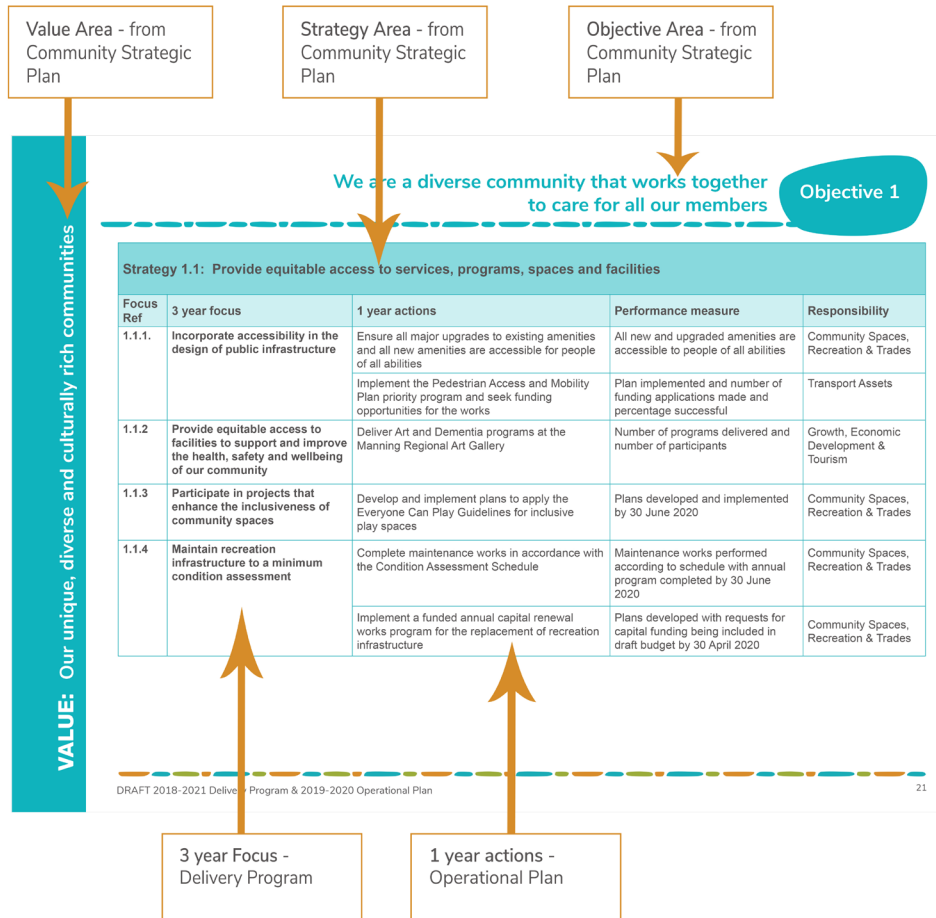 Value Area - from
Community Strategic
Plan
Strategy Area - from
Community Strategic
Plan
Objective Area - from
Community Strategic
Plan
VALUE: Our unique, diverse and culturally rich communities
We are a diverse community that works together
to care for all our members
Objective 1
Strategy 1.1: Provide equitable access to services, programs, spaces and facilities
Focus
Ref
3 year focus
1 year actions
Performance measure
Responsibility
1.1.1.
Incorporate accessibility in the
design of public infrastructure
Ensure all major upgrades to existing amenities
and all new amenities are accessible for people
of all abilities
All new and upgraded amenities are
accessible to people of all abilities
Community Spaces,
Recreation & Trades
Implement the Pedestrian Access and Mobility
Plan priority program and seek funding
opportunities for the works
Plan implemented and number of
funding applications made and
percentage successful
Transport Assets
1.1.2
Provide equitable access to
facilities to support and improve
the health, safety and wellbeing
of our community
Deliver Art and Dementia programs at the
Manning Regional Art Gallery
Number of programs delivered and
number of participants
Growth, Economic
Development &
Tourism
1.1.3
Participate in projects that
enhance the inclusiveness of
community spaces
Develop and implement plans to apply the
Everyone Can Play Guidelines for inclusive
play spaces
Plans developed and implemented
by 30 June 2020
Community Spaces,
Recreation & Trades
1.1.4
Maintain recreation
infrastructure to a minimum
condition assessment
Complete maintenance works in accordance with
the Condition Assessment Schedule
Maintenance works performed
according to schedule with annual
program completed by 30 June
2020
Community Spaces,
Recreation & Trades
Implement a funded annual capital renewal
works program for the replacement of recreation
infrastructure
Plans developed with requests for
capital funding being included in
draft budget by 30 April 2020
Community Spaces,
Recreation & Trades
DRAFT 2018-2021 Delivery Program & 2019-2020 Operational Plan
21
3 year Focus -
Delivery Program
1 year actions -
Operational Plan